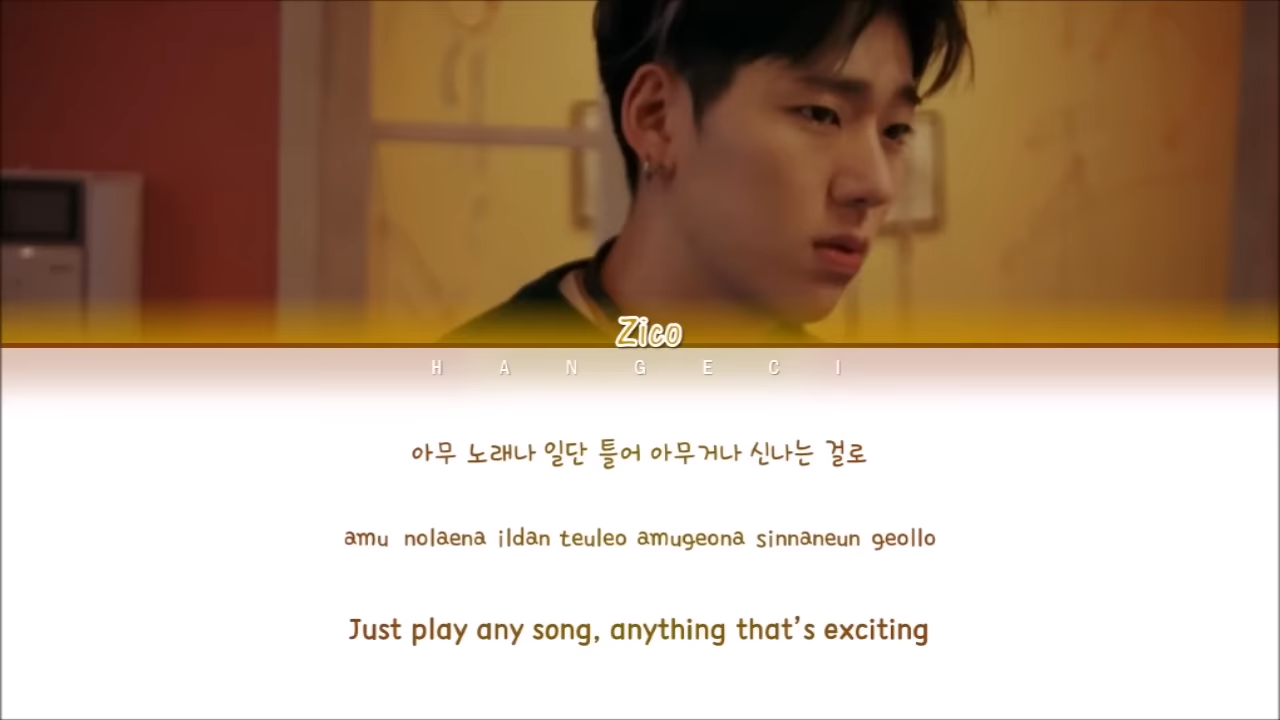 Zico
HANGECI
아무 노래나 일단 틀어 아무거나 신나는 걸로
amu nolaena ildan teuleo amugeona sinnaneun geollo
Just play any song, anything that's exciting